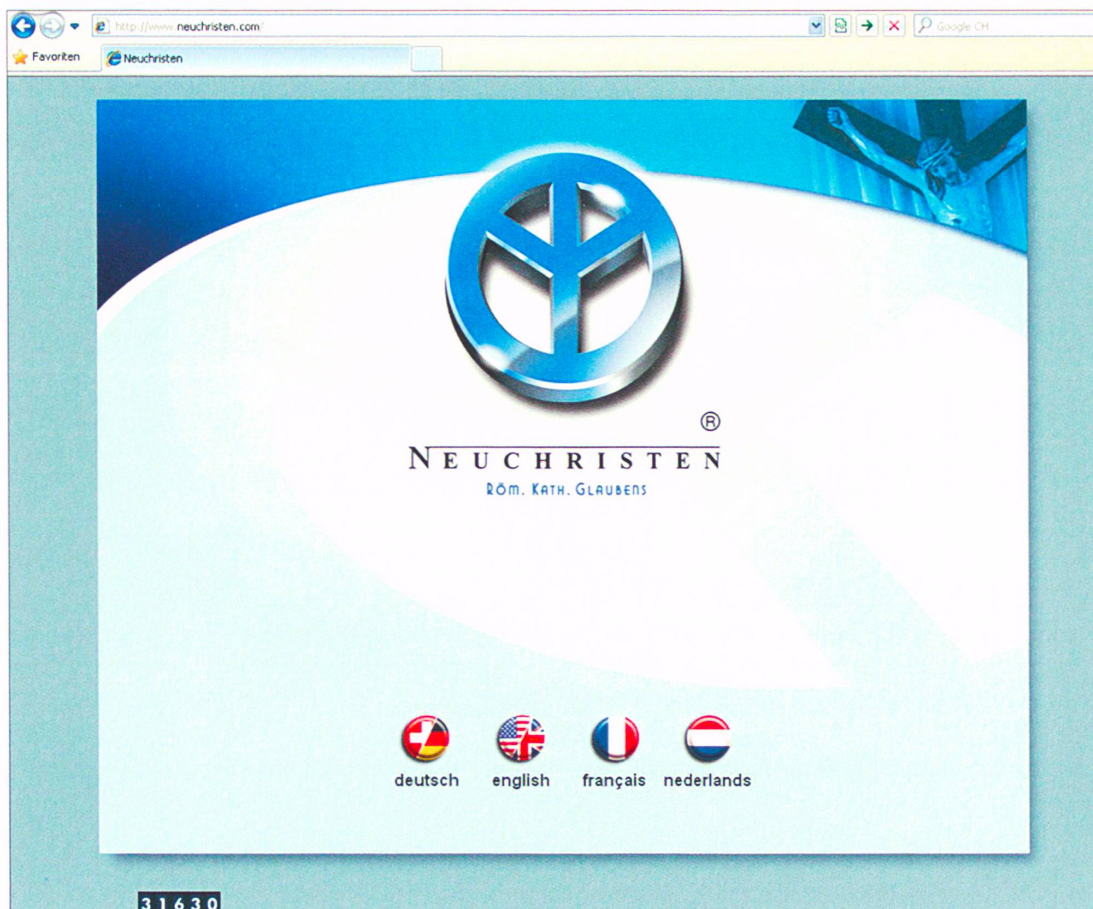 http://www.neuchristen.com/
Google CH
Favoriten
Neuchristen
®
NEUCHRISTEN
RÖM. KATH. GLAUBENS
deutsch
english
français
nederlands
31630